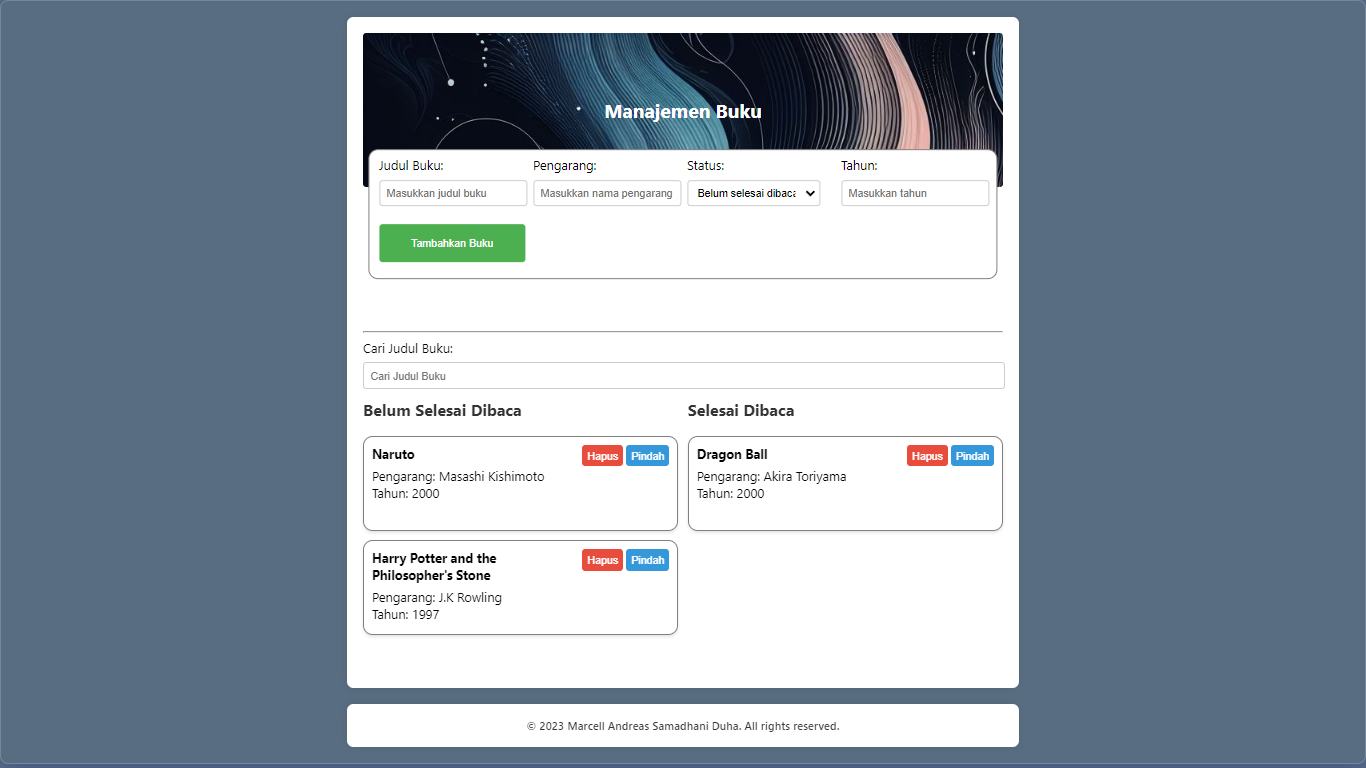 Manajemen Buku
Judul Buku: Pengarang: Status: Tahun:
Masukkan judul buku Masukkan nama pengarang Belum selesai dibaca Masukkan tahun
Tambahkan Buku
Cari Judul Buku:
Cari Judul Buku
Belum Selesai Dibaca
Naruto Hapus Pindah
Pengarang: Masashi Kishimoto
Tahun: 2000
Harry Potter and the Hapus Pindah
Philosopher's Stone
Pengarang: J.K Rowling
Tahun: 1997
Selesai Dibaca
Dragon Ball Hapus Pindah
Pengarang: Akira Toriyama
Tahun: 2000
© 2023 Marcell Andreas Samadhani Duha. All rights reserved.